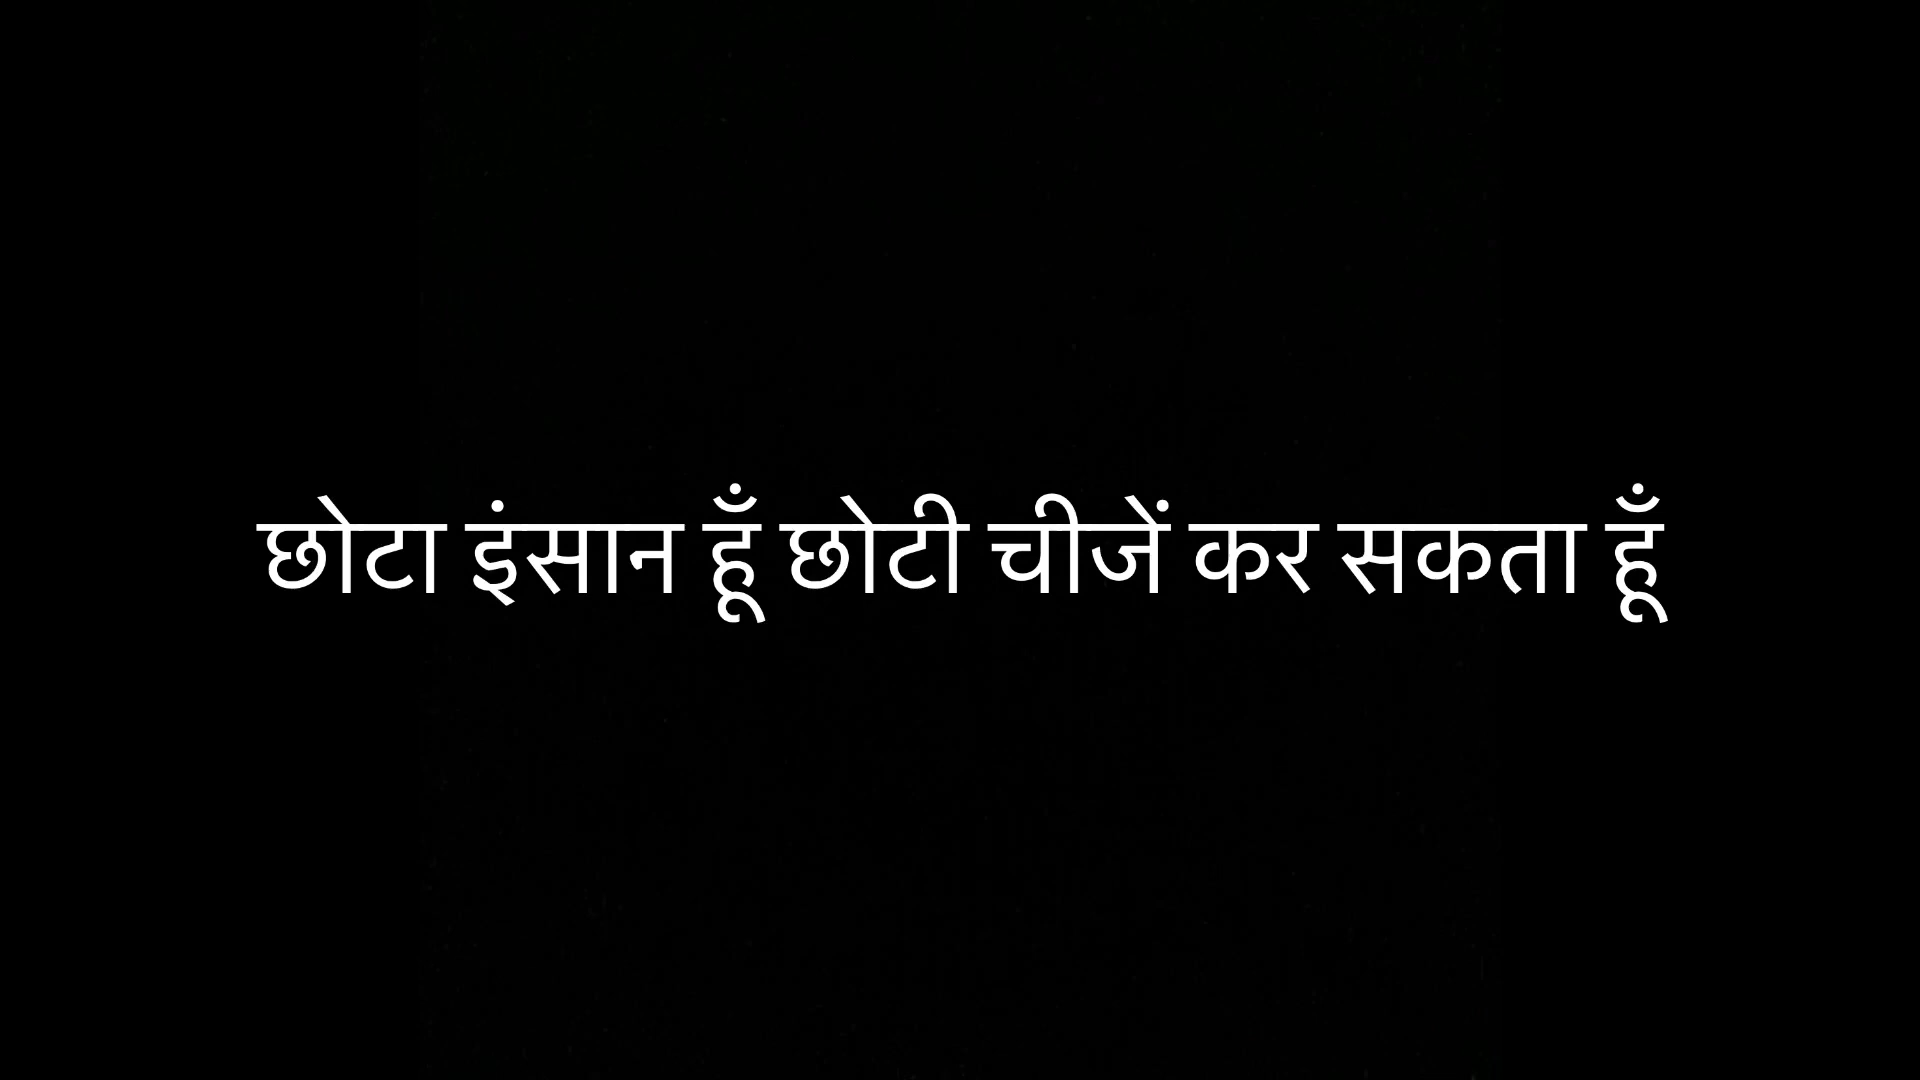 छोटा इंसान हूँ छोटी चीजें कर सकता हूँ